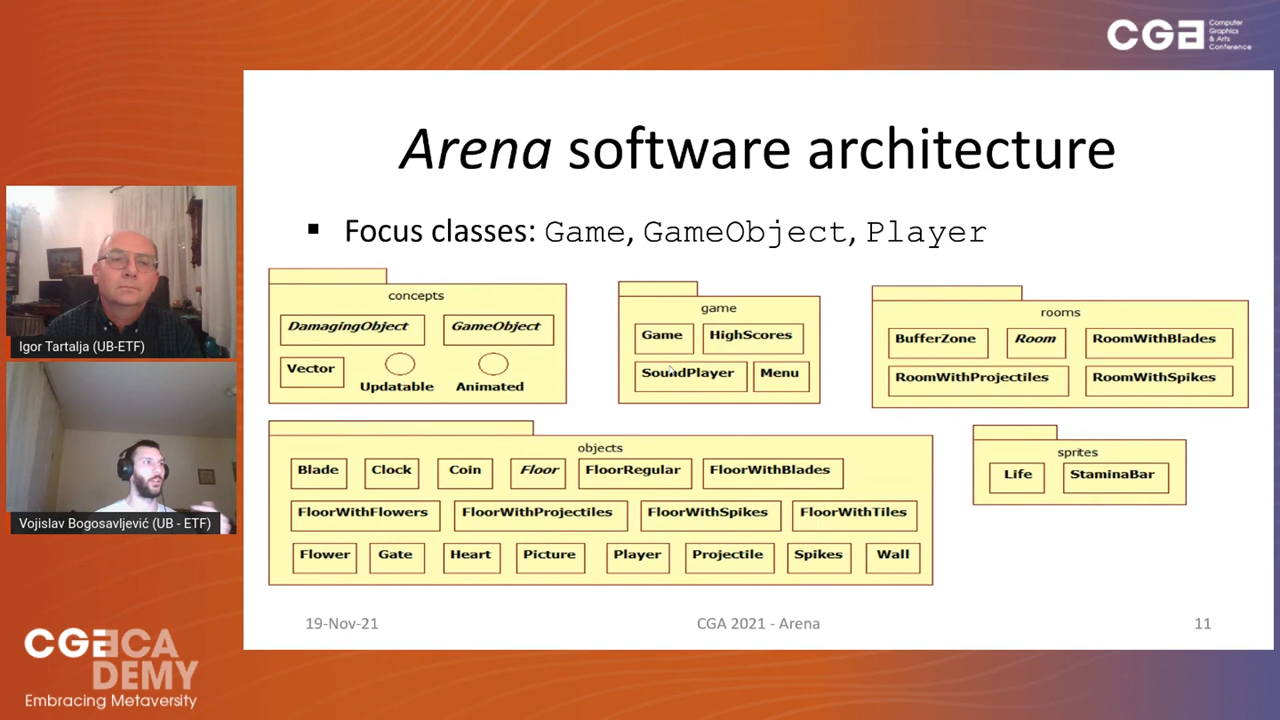 CGA Computer Graphics & Arts Conference
Arena software architecture
▪ Focus classes: Game, GameObject, Player
concepts
DamagingObject GameObject
Vector
Updatable Animated
game
Game HighScores
SoundPlayer Menu
rooms
BufferZone Room RoomWithBlades
RoomWithProjectiles RoomWithSpikes
objects
Blade Clock Coin Floor FloorRegular FloorWithBlades
FloorWithFlowers FloorWithProjectiles FloorWithSpikes FloorWithTiles
Flower Gate Heart Picture Player Projectile Spikes Wall
sprites
Life StaminaBar
19-Nov-21 CGA 2021 - Arena 11
Igor Tartalja (UB-ETF)
Vojislav Bogosavljević (UB - ETF)
CGA ACA
DEMY
Embracing Metaversity